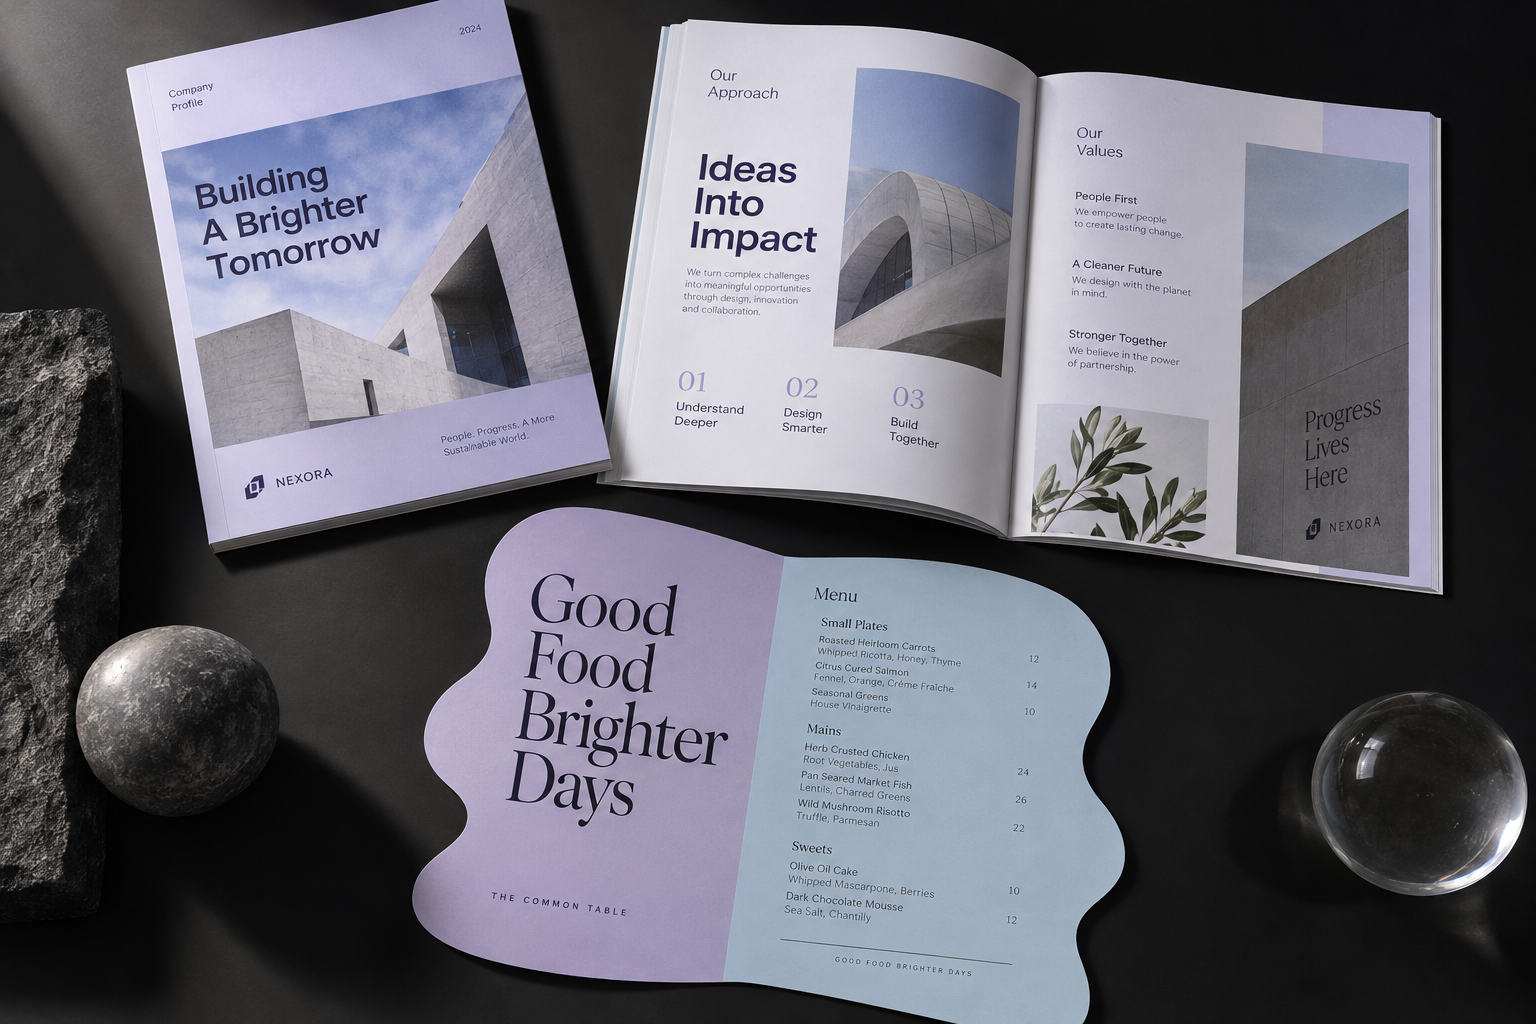 2024
Company
Profile
Building
A Brighter
Tomorrow
People. Progress. A More
Sustainable World.
NEXORA
Our
Approach
Ideas
Into
Impact
We turn complex challenges
into meaningful opportunities
through design, innovation
and collaboration.
01
Understand
Deeper
02
Design
Smarter
03
Build
Together
Our
Values
People First
We empower people
to create lasting change.
A Cleaner Future
We design with the planet
in mind.
Stronger Together
We believe in the power
of partnership.
Progress
Lives
Here
NEXORA
Good
Food
Brighter
Days
THE COMMON TABLE
Menu
Small Plates
Roasted Heirloom Carrots
Whipped Ricotta, Honey, Thyme 12
Citrus Cured Salmon
Fennel, Orange, Crème Fraîche 14
Seasonal Greens
House Vinaigrette 10
Mains
Herb Crusted Chicken
Root Vegetables, Jus 24
Pan Seared Market Fish
Lentils, Charred Greens 26
Wild Mushroom Risotto
Truffle, Parmesan 22
Sweets
Olive Oil Cake
Whipped Mascarpone, Berries 10
Dark Chocolate Mousse
Sea Salt, Chantilly 12
GOOD FOOD BRIGHTER DAYS